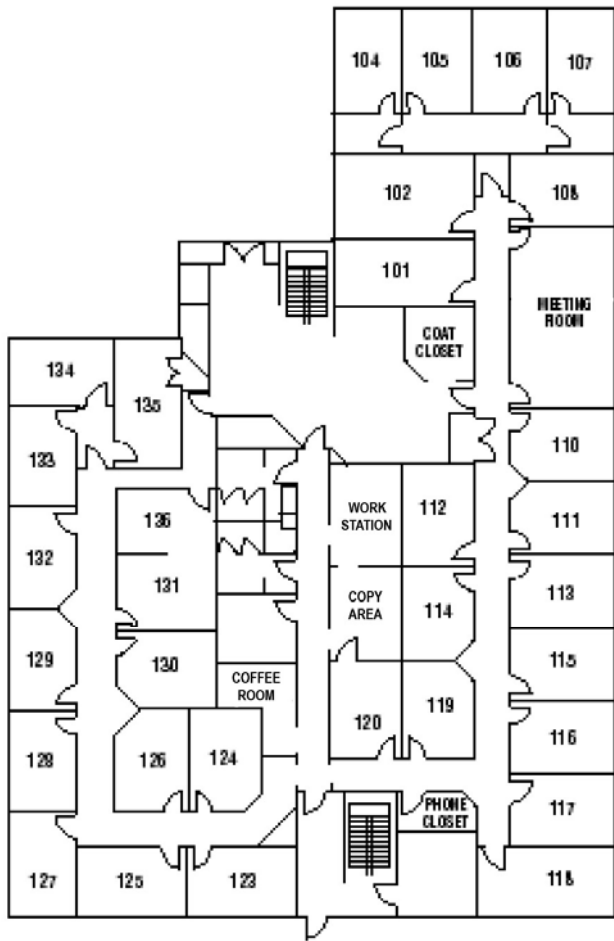 104
105
106
107
102
108
101
MEETING
ROOM
COAT
CLOSET
134
135
133
110
136
WORK
STATION
112
111
132
131
COPY
AREA
114
113
129
130
COFFEE
ROOM
115
120
119
128
126
124
116
PHONE
CLOSET
117
127
125
123
118